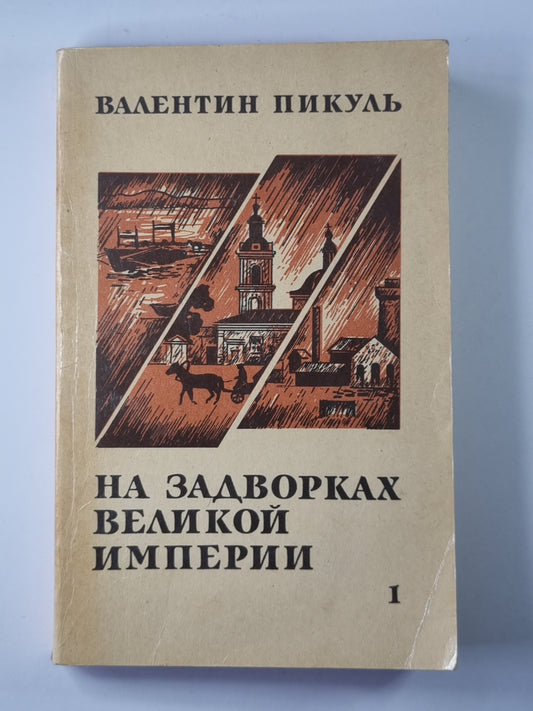 ВАЛЕНТИН ПИКУЛЬ
НА ЗАДВОРКАХ
ВЕЛИКОЙ
ИМПЕРИИ
1